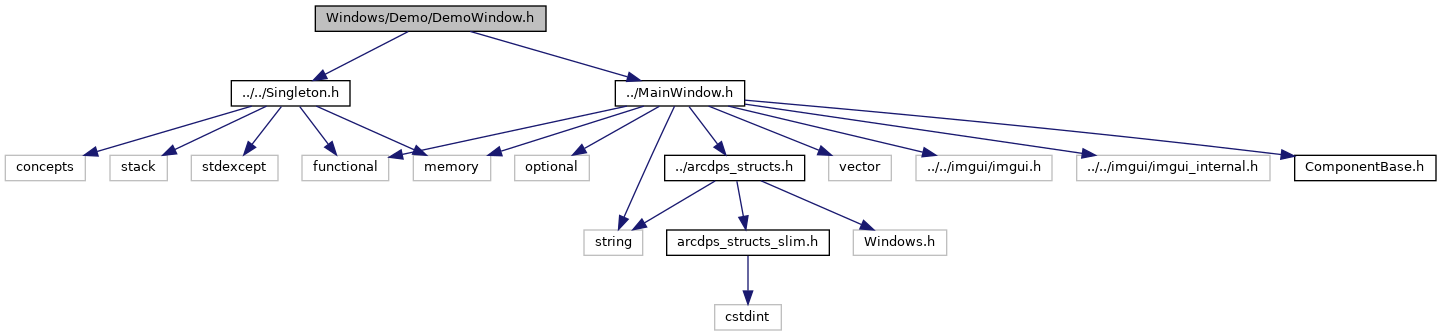 Windows/Demo/DemoWindow.h
../../Singleton.h
../MainWindow.h
concepts
stack
stdexcept
functional
memory
optional
../arcdps_structs.h
vector
../../imgui/imgui.h
../../imgui/imgui_internal.h
ComponentBase.h
string
arcdps_structs_slim.h
Windows.h
cstdint